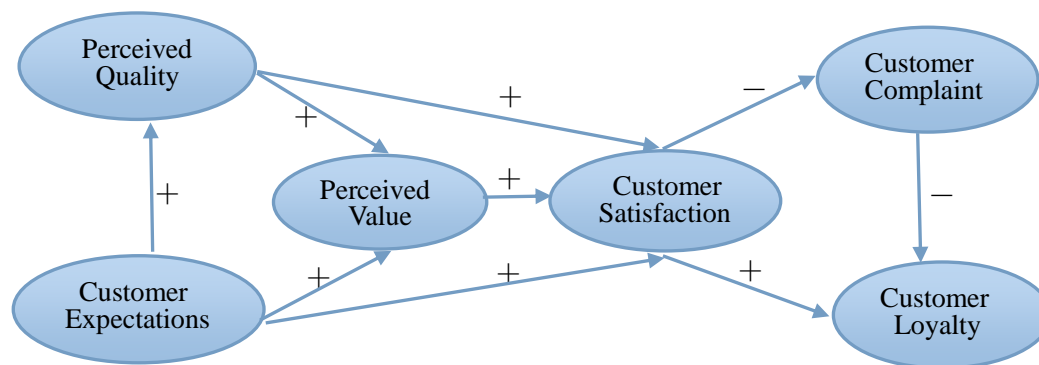 Perceived
Quality
Customer
Complaint
+
−
+
+
Perceived
Value
+
Customer
Satisfaction
−
+
+
+
Customer
Expectations
Customer
Loyalty